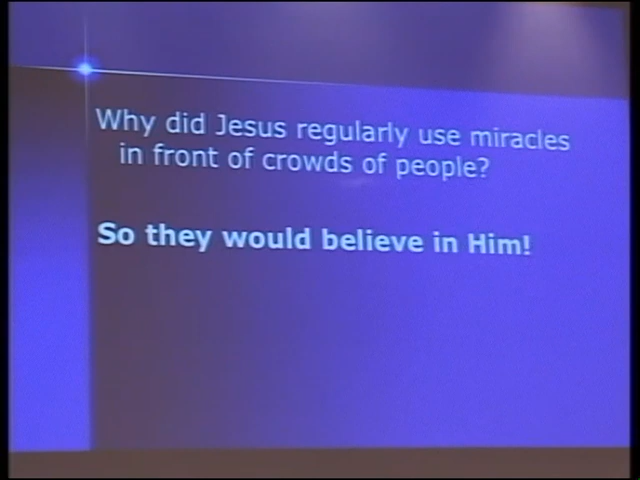 Why did Jesus regularly use miracles
in front of crowds of people?
So they would believe in Him!